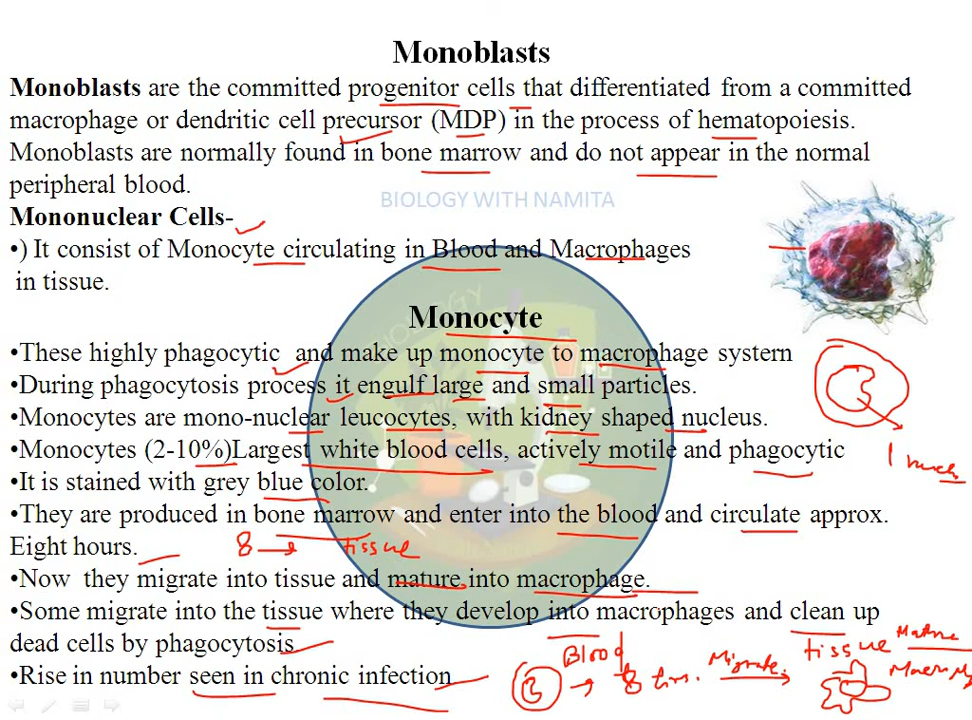 Monoblasts
Monoblasts are the committed progenitor cells that differentiated from a committed
macrophage or dendritic cell precursor (MDP) in the process of hematopoiesis.
Monoblasts are normally found in bone marrow and do not appear in the normal
peripheral blood.
BIOLOGY WITH NAMITA
Mononuclear Cells-
•) It consist of Monocyte circulating in Blood and Macrophages
in tissue.
Monocyte
•These highly phagocytic and make up monocyte to macrophage systern
•During phagocytosis process it engulf large and small particles.
•Monocytes are mono-nuclear leucocytes, with kidney shaped nucleus.
•Monocytes (2-10%)Largest white blood cells, actively motile and phagocytic
1
•It is stained with grey blue color.
•They are produced in bone marrow and enter into the blood and circulate approx.
Eight hours.
8 → tissue
•Now they migrate into tissue and mature into macrophage.
•Some migrate into the tissue where they develop into macrophages and clean up
dead cells by phagocytosis
Blood tissue Mature
•Rise in number seen in chronic infection
→ 8 hrs. Migrate